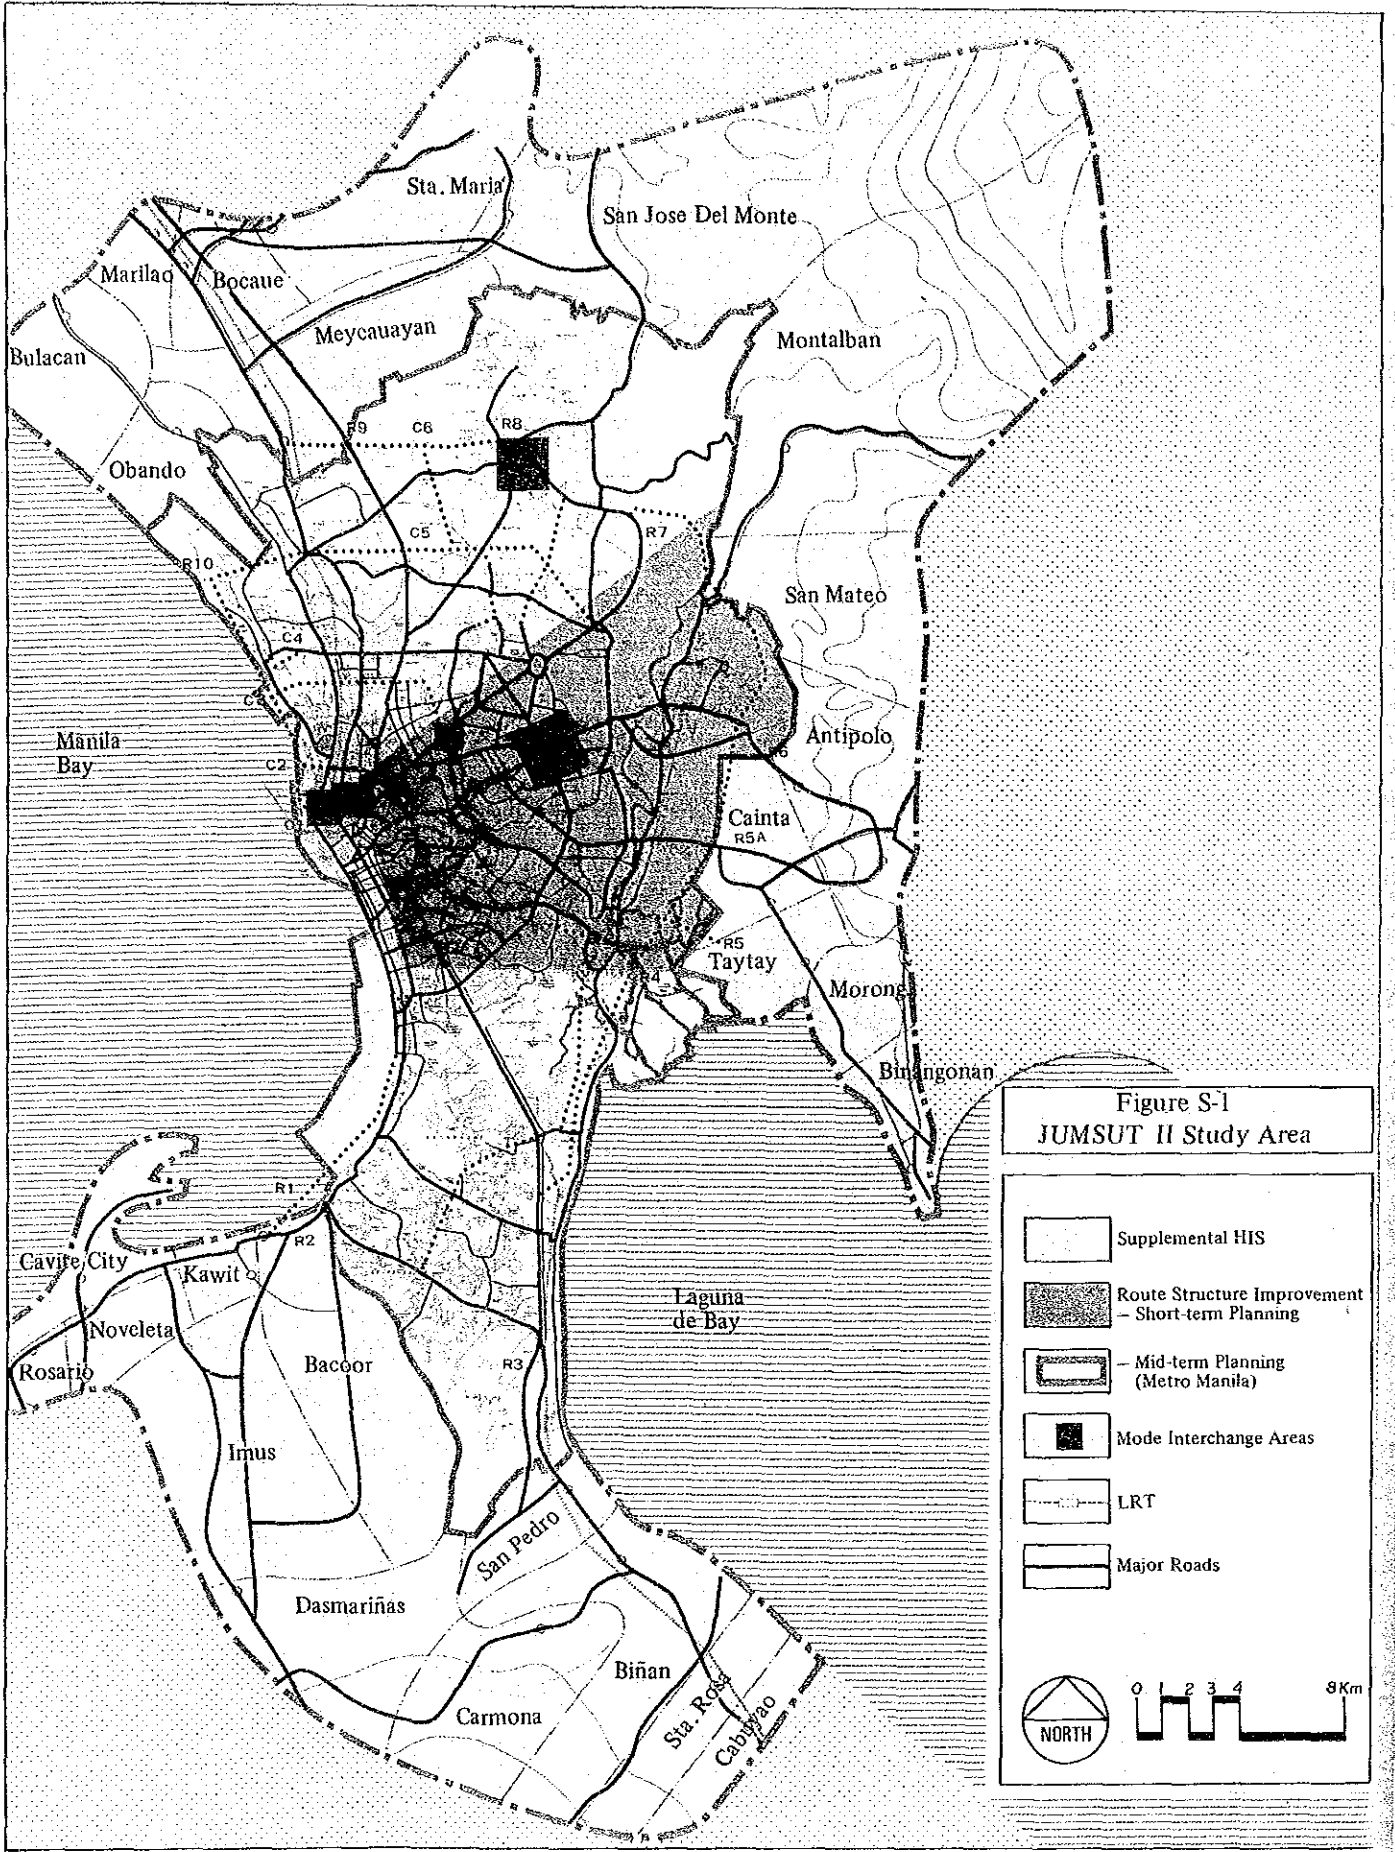 Sta. Maria
San Jose Del Monte
Marilao
Bocaue
Meycauayan
Montalban
Bulacan
R9
C6
R8
Obando
C5
R7
R10
San Mateo
C4
Manila
Bay
Antipolo
C2
Cainta
R5A
R5
Taytay
R4
Morong
Binangonan
R1
R2
Cavite City
Kawit
Laguna
de Bay
Noveleta
Bacoor
R3
Rosario
Imus
San Pedro
Dasmariñas
Biñan
Sta. Rosa
Carmona
Cabuyao
Figure S-1
JUMSUT II Study Area
Supplemental HIS
Route Structure Improvement
– Short-term Planning
– Mid-term Planning
(Metro Manila)
Mode Interchange Areas
LRT
Major Roads
NORTH
0 1 2 3 4 8Km